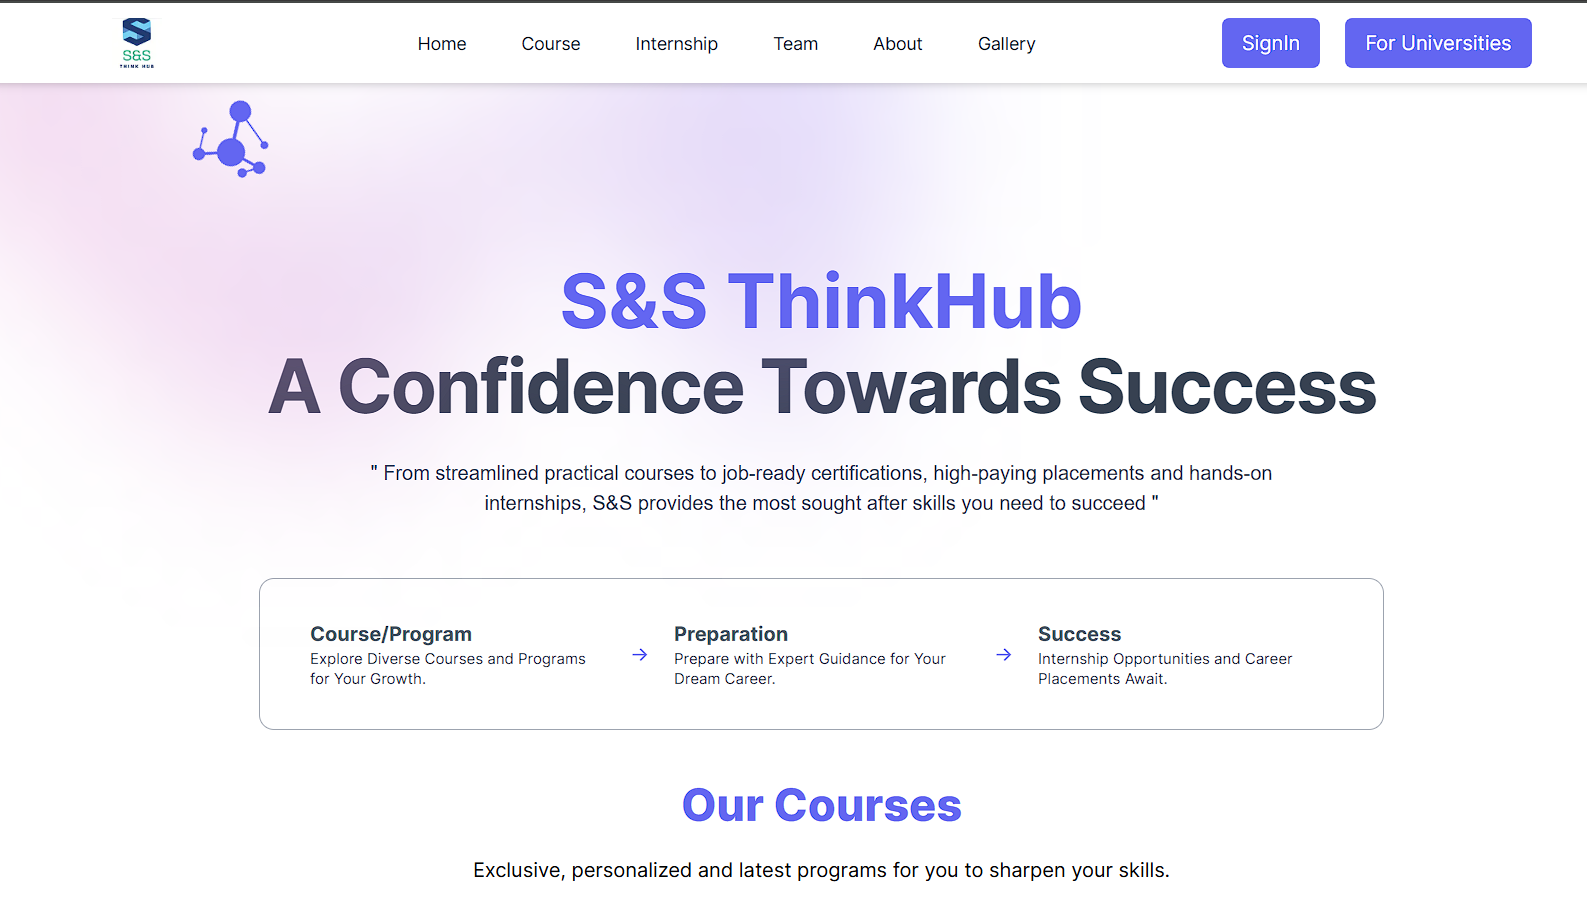 S&S
THINK HUB
Home
Course
Internship
Team
About
Gallery
SignIn
For Universities
S&S ThinkHub
A Confidence Towards Success
" From streamlined practical courses to job-ready certifications, high-paying placements and hands-on
internships, S&S provides the most sought after skills you need to succeed "
Course/Program
Explore Diverse Courses and Programs
for Your Growth.
→
Preparation
Prepare with Expert Guidance for Your
Dream Career.
→
Success
Internship Opportunities and Career
Placements Await.
Our Courses
Exclusive, personalized and latest programs for you to sharpen your skills.